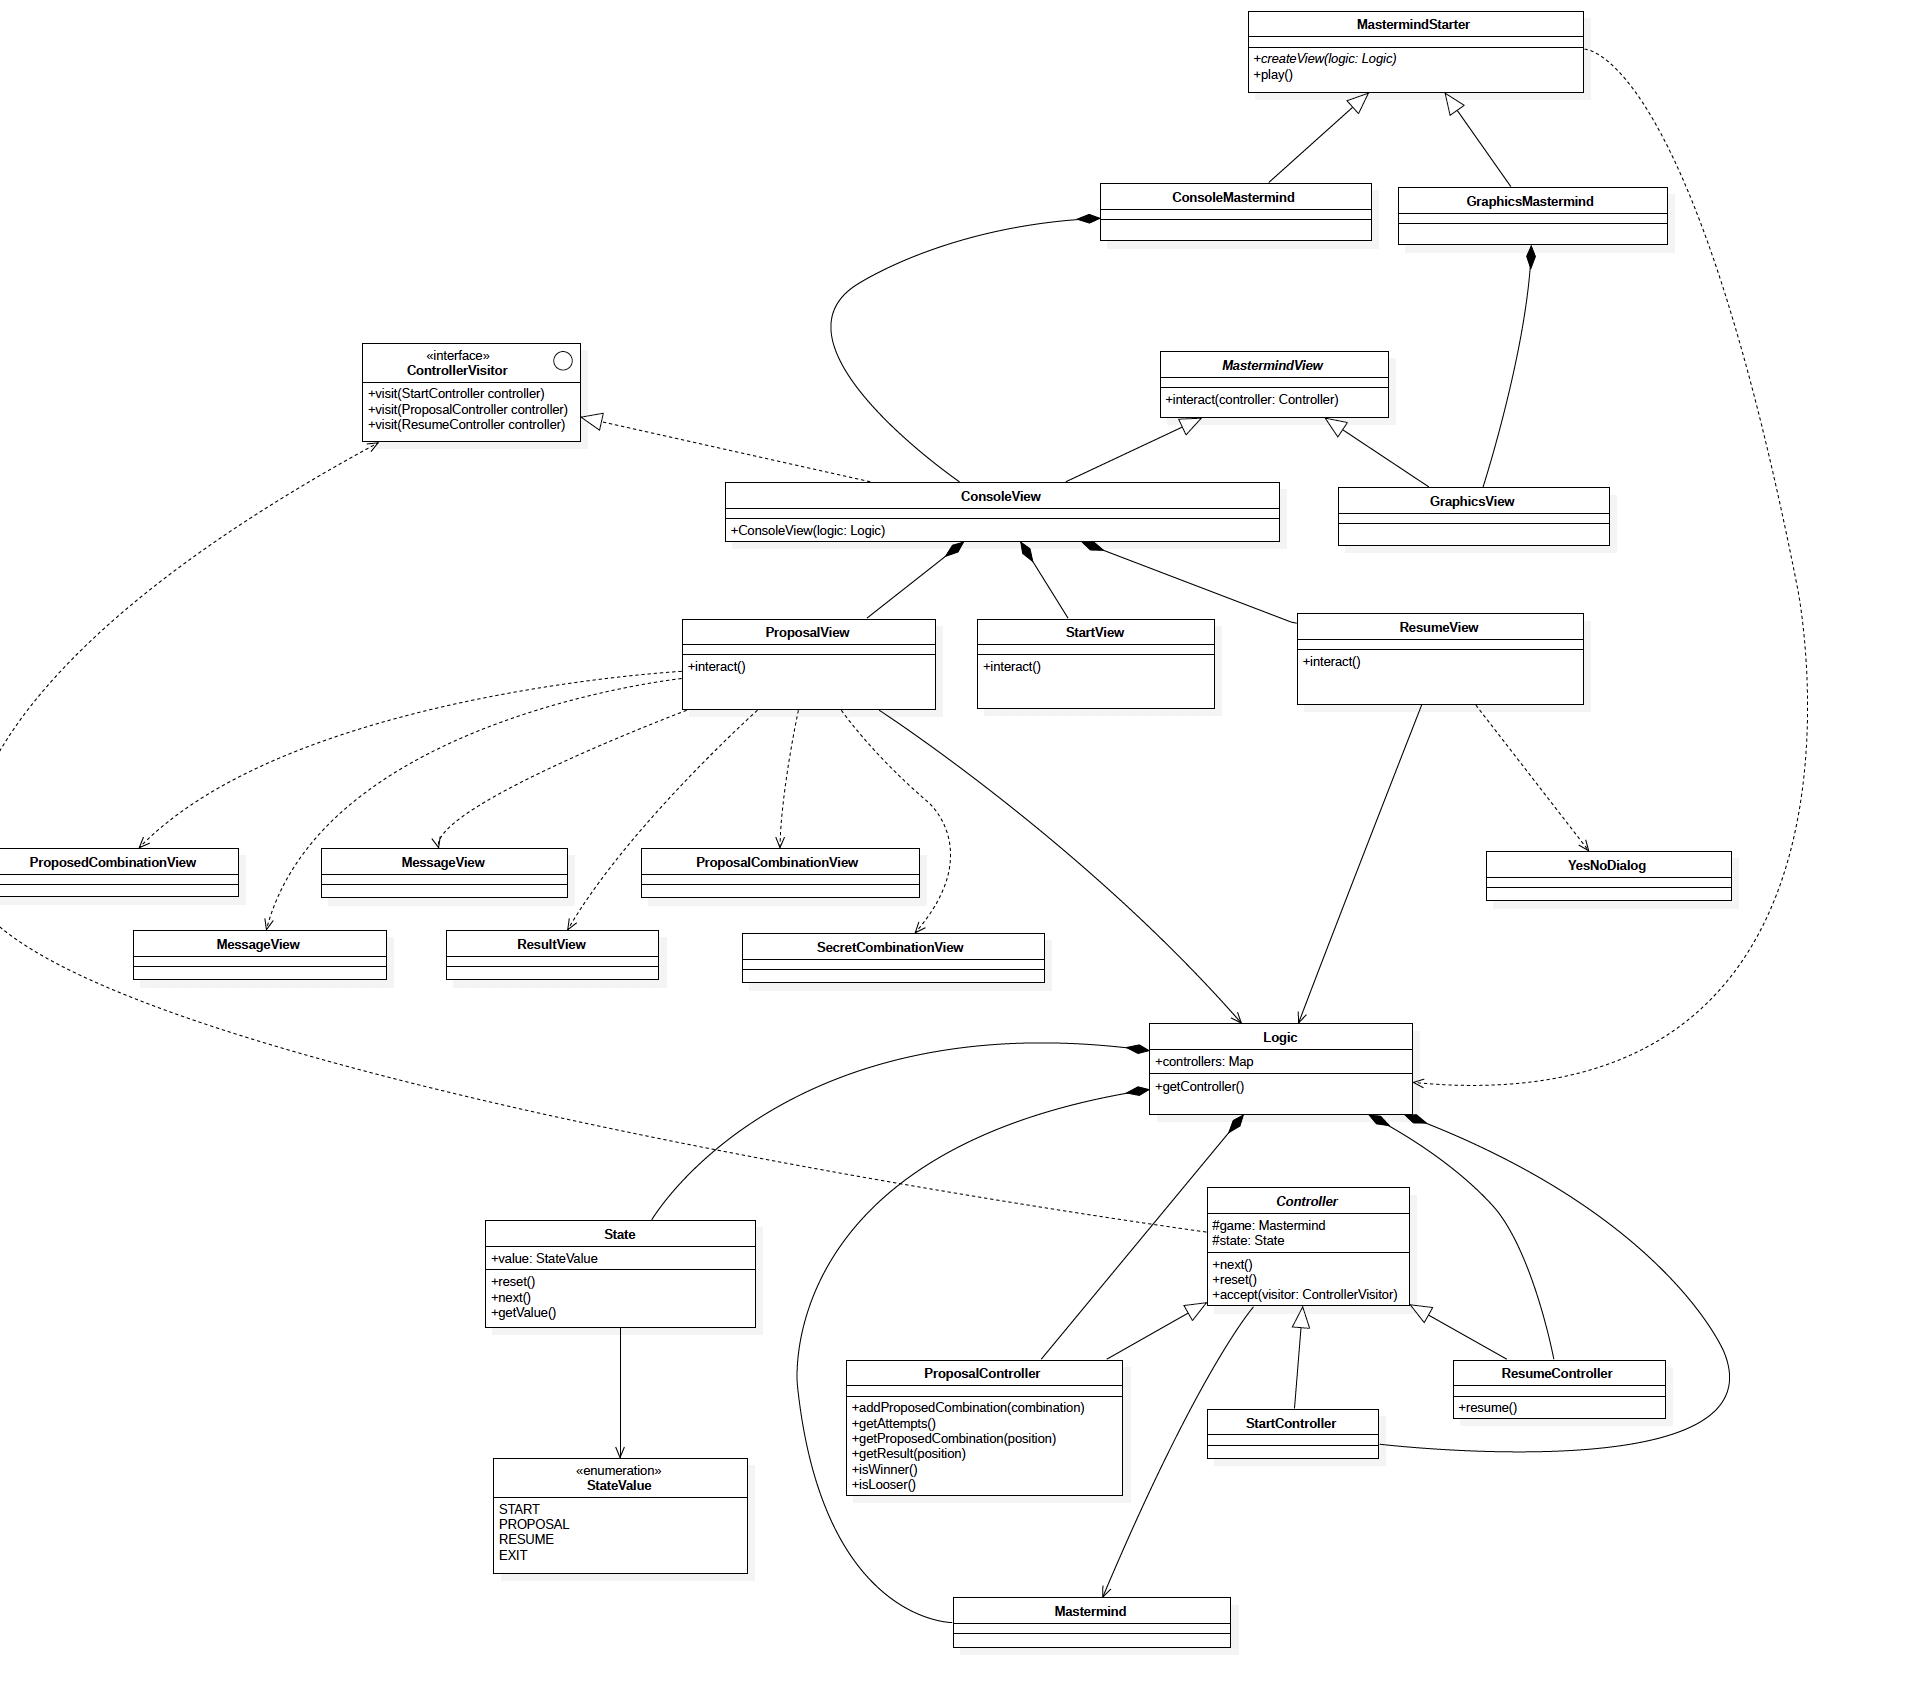 MastermindStarter
+createView(logic: Logic)
+play()
ConsoleMastermind
GraphicsMastermind
«interface»
ControllerVisitor
+visit(StartController controller)
+visit(ProposalController controller)
+visit(ResumeController controller)
MastermindView
+interact(controller: Controller)
ConsoleView
+ConsoleView(logic: Logic)
GraphicsView
ProposalView
+interact()
StartView
+interact()
ResumeView
+interact()
ProposedCombinationView
MessageView
ProposalCombinationView
YesNoDialog
MessageView
ResultView
SecretCombinationView
Logic
+controllers: Map
+getController()
Controller
#game: Mastermind
#state: State
+next()
+reset()
+accept(visitor: ControllerVisitor)
State
+value: StateValue
+reset()
+next()
+getValue()
ProposalController
+addProposedCombination(combination)
+getAttempts()
+getProposedCombination(position)
+getResult(position)
+isWinner()
+isLooser()
StartController
ResumeController
+resume()
«enumeration»
StateValue
START
PROPOSAL
RESUME
EXIT
Mastermind